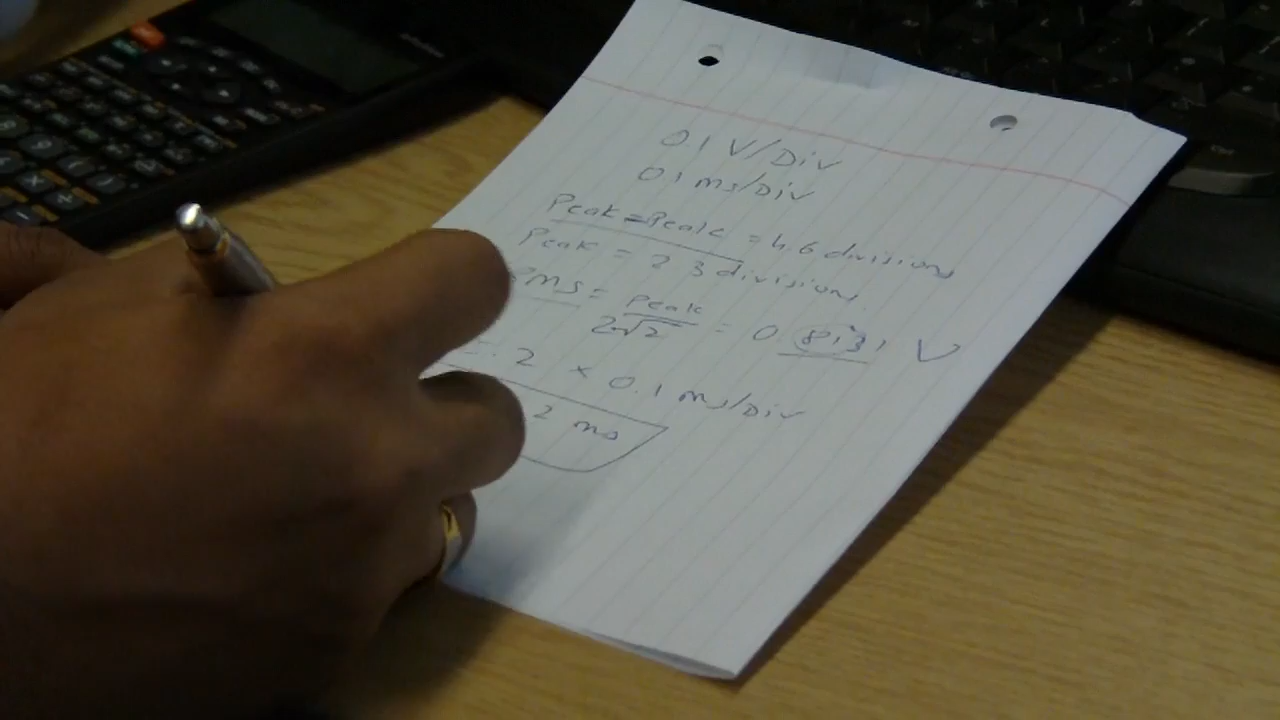 0.1 V/Div
0.1 ms/Div
Peak = Peak = 4.6 divisions
Peak = 2 3 divisions
RMS = Peak
2√2 = 0 V
= 2 × 0.1 ms/Div
2 ms